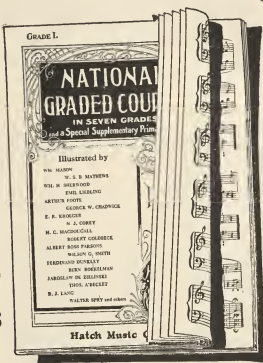 GRADE I.
NATIONAL
GRADED COUR
IN SEVEN GRADES
and a Special Supplementary Prim
Illustrated by
WM MASON
W. S. B MATHEWS
WM. H SHERWOOD
EMIL LIEBLING
ARTHUR FOOTE
GEORGE W. CHADWICK
E. R. KROEGER
N. J. COREY
H. C. MACDOUGALL
ROBERT GOLDBECK
ALBERT ROSS PARSONS
WILSON G. SMITH
FERDINAND DUNKLEY
BERN BOEKELMAN
JAROSLAW DE ZIELINSKI
THOS. A'BECKET
B. J. LANG
WALTER SPRY and others
Hatch Music C